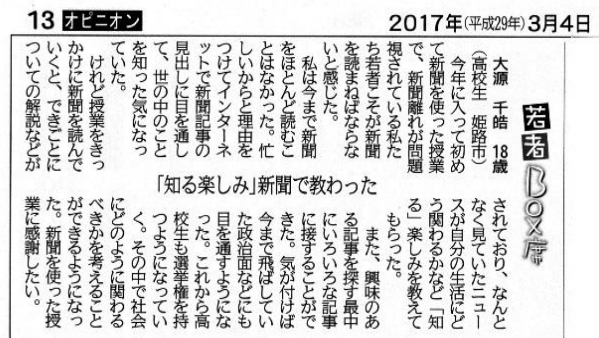 13 オピニオン
2017年(平成29年)3月4日
若者BOX席
「知る楽しみ」新聞で教わった
大源 千皓 18歳
(高校生 姫路市)
今年に入って初め
て新聞を使った授業
で、新聞離れが問題
視されている私た
ち若者こそが新聞
を読まねばならな
いと感じた。
私は今まで新聞
をほとんど読むこ
とはなかった。忙
しいからと理由を
つけてインターネ
ットで新聞記事の
見出しに目を通し
て、世の中のこと
を知った気になっ
ていた。
けれど授業をきっ
かけに新聞を読んで
いくと、できごとに
ついての解説などが
されており、なんと
なく見ていたニュー
スが自分の生活にど
う関わるかなど「知
る」楽しみを教えて
もらった。
また、興味のあ
る記事を探す最中
にいろいろな記事
に接することがで
きた。気が付けば
今まで飛ばしてい
た政治面などにも
目を通すようにな
った。これから高
校生も選挙権を持
つようになってい
く。その中で社会
にどのように関わる
べきかを考えること
ができるようになっ
た。新聞を使った授
業に感謝したい。